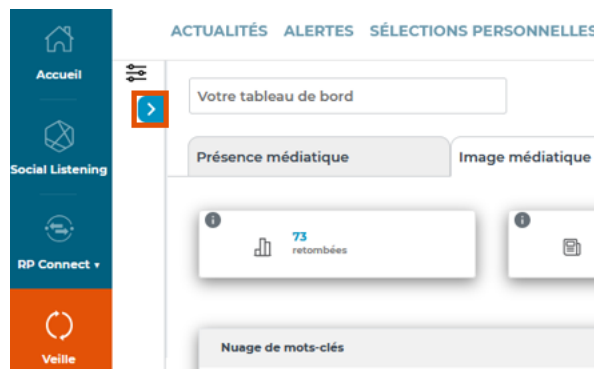 ACTUALITÉS ALERTES SÉLECTIONS PERSONNELLES
Accueil
Votre tableau de bord
Présence médiatique
Image médiatique
Social Listening
73
retombées
RP Connect ▾
Nuage de mots-clés
Veille